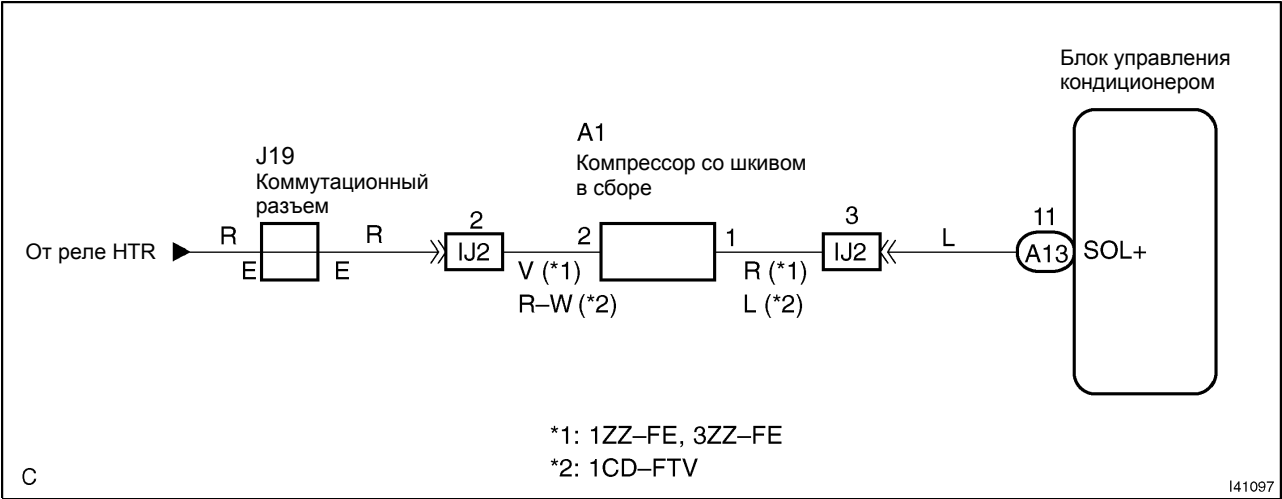 Блок управления
кондиционером
A1
Компрессор со шкивом
в сборе
J19
Коммутационный
разъем
От реле HTR
R
E
R
E
2
IJ2
2
V (*1)
R–W (*2)
1
R (*1)
L (*2)
3
IJ2
L
11
A13
SOL+
*1: 1ZZ–FE, 3ZZ–FE
*2: 1CD–FTV
C
I41097